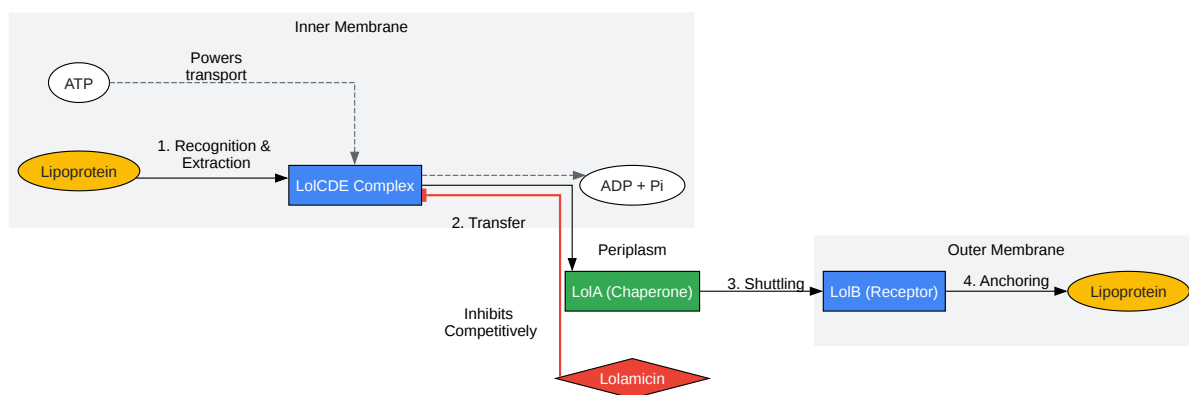 Inner Membrane
Powers
transport
ATP
1. Recognition &
Extraction
Lipoprotein
LolCDE Complex
ADP + Pi
2. Transfer
Periplasm
Outer Membrane
LolA (Chaperone)
3. Shuttling
LolB (Receptor)
4. Anchoring
Lipoprotein
Inhibits
Competitively
Lolamicin